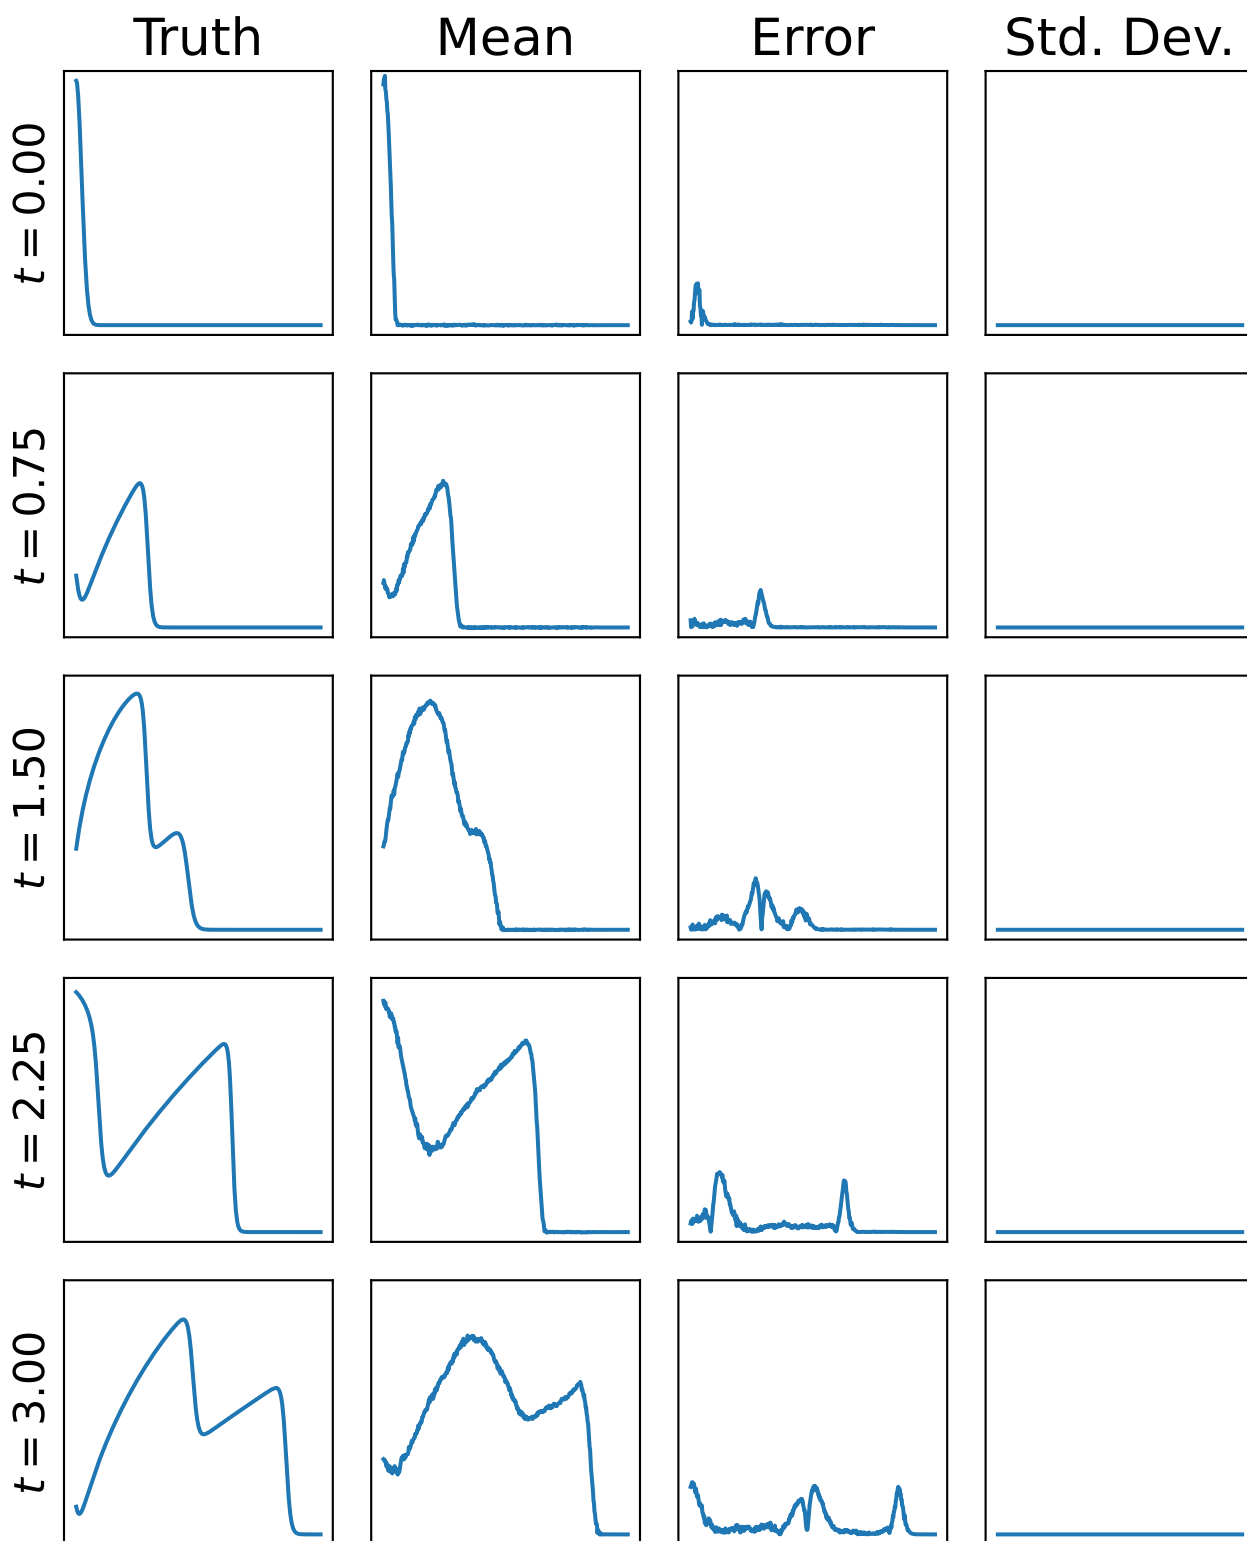 Truth Mean Error Std. Dev.
t = 0.00
t = 0.75
t = 1.50
t = 2.25
t = 3.00